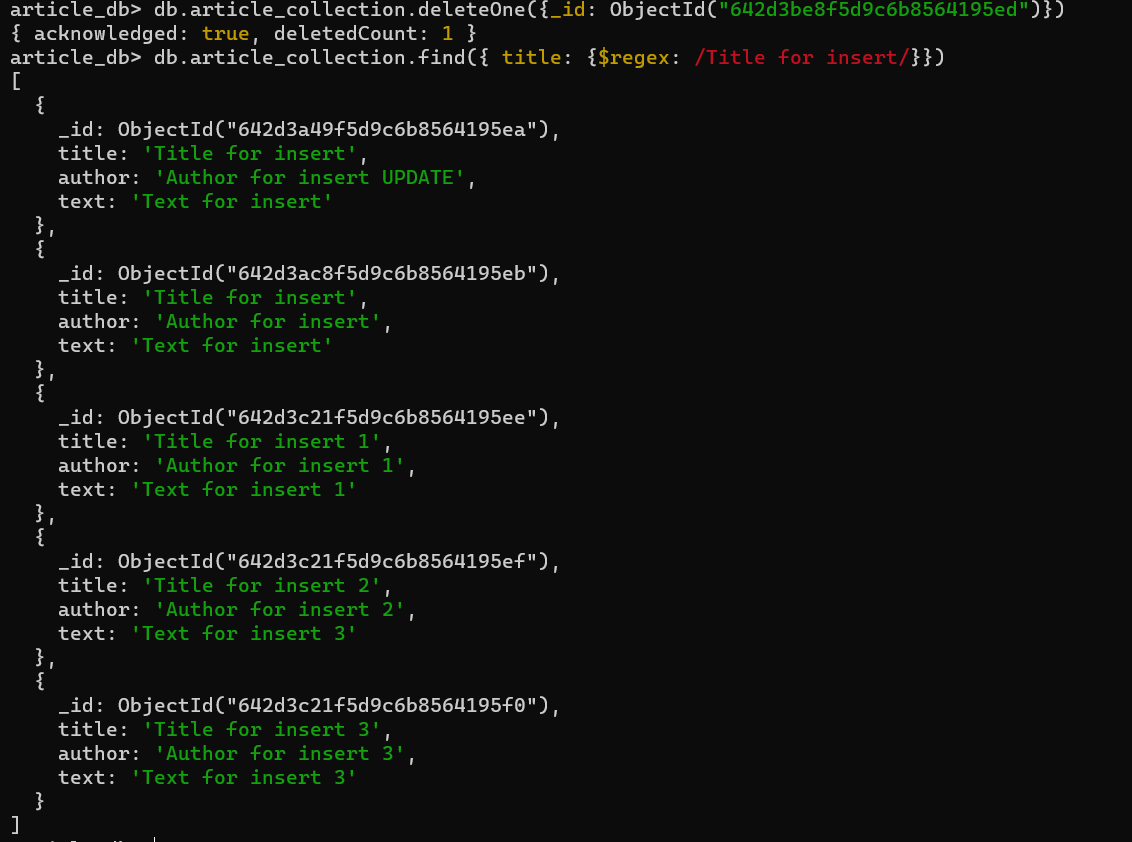 article_db> db.article_collection.deleteOne({_id: ObjectId("642d3be8f5d9c6b8564195ed")})
{ acknowledged: true, deletedCount: 1 }
article_db> db.article_collection.find({ title: {$regex: /Title for insert/}})
[
  {
    _id: ObjectId("642d3a49f5d9c6b8564195ea"),
    title: 'Title for insert',
    author: 'Author for insert UPDATE',
    text: 'Text for insert'
  },
  {
    _id: ObjectId("642d3ac8f5d9c6b8564195eb"),
    title: 'Title for insert',
    author: 'Author for insert',
    text: 'Text for insert'
  },
  {
    _id: ObjectId("642d3c21f5d9c6b8564195ee"),
    title: 'Title for insert 1',
    author: 'Author for insert 1',
    text: 'Text for insert 1'
  },
  {
    _id: ObjectId("642d3c21f5d9c6b8564195ef"),
    title: 'Title for insert 2',
    author: 'Author for insert 2',
    text: 'Text for insert 3'
  },
  {
    _id: ObjectId("642d3c21f5d9c6b8564195f0"),
    title: 'Title for insert 3',
    author: 'Author for insert 3',
    text: 'Text for insert 3'
  }
]